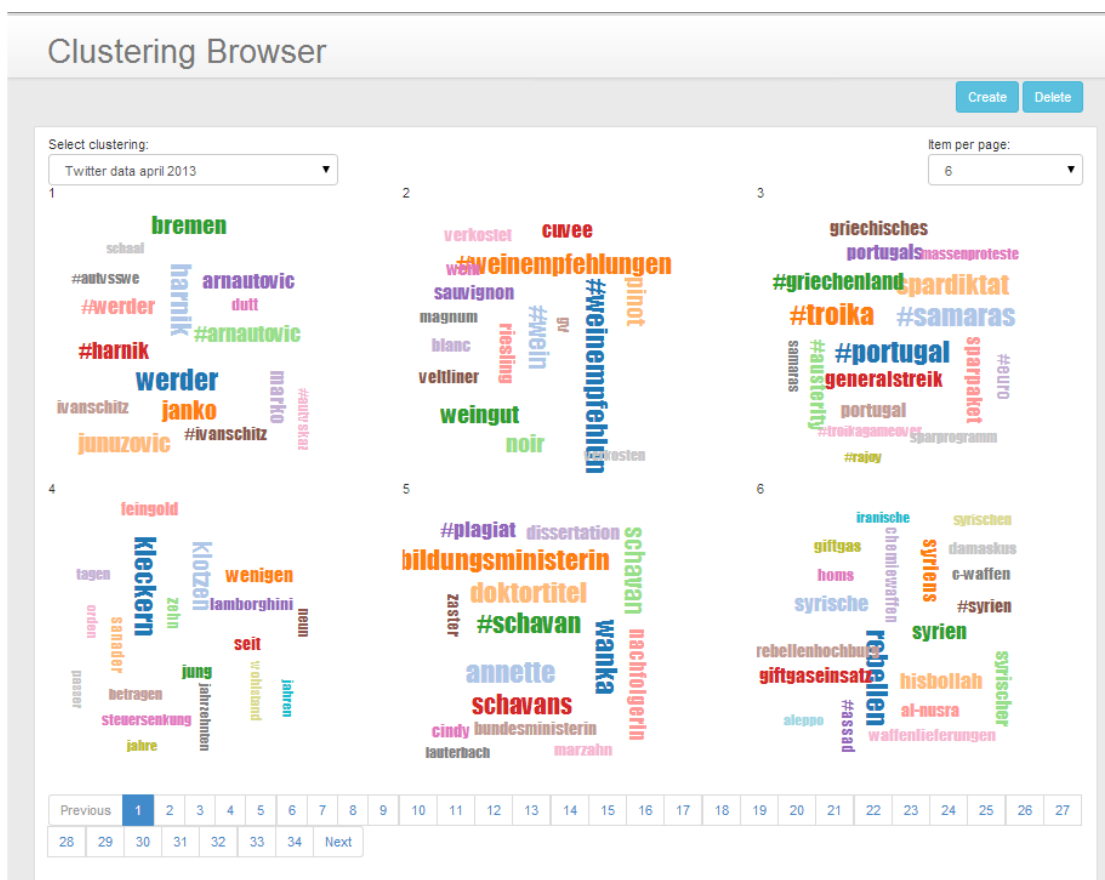 Clustering Browser
Create Delete
Select clustering: Item per page:
Twitter data april 2013 6
1
bremen
schaal
#autvsswe
harnik
arnautovic
#werder
dutt
#arnautovic
#harnik
werder
marko
#autvskaz
ivanschitz
janko
junuzovic
#ivanschitz
2
verkostet
cuvee
wein
#weinempfehlungen
sauvignon
#weinempfehlun
pinot
magnum
#wein
gv
riesling
blanc
veltliner
weingut
noir
verkosten
3
griechisches
portugals
massenproteste
#griechenland
spardiktat
#troika
#samaras
samaras
#austerity
#portugal
sparpaket
#euro
generalstreik
portugal
#troikagameover
sparprogramm
#rajoy
4
feingold
kleckern
klotzen
tagen
wenigen
zehn
lamborghini
orden
sanader
neun
seit
jung
passer
betragen
jahrzehnten
wohlstand
jahren
steuersenkung
jahre
5
#plagiat
dissertation
schavan
bildungsministerin
doktortitel
zaster
#schavan
wanka
nachfolgerin
annette
schavans
cindy
bundesministerin
lauterbach
marzahn
6
iranische
syrischen
giftgas
chemiewaffen
syriens
damaskus
homs
c-waffen
syrische
#syrien
syrien
rebellenhochburg
rebellen
giftgaseinsatz
hisbollah
syrischer
aleppo
#assad
al-nusra
waffenlieferungen
Previous 1 2 3 4 5 6 7 8 9 10 11 12 13 14 15 16 17 18 19 20 21 22 23 24 25 26 27
28 29 30 31 32 33 34 Next